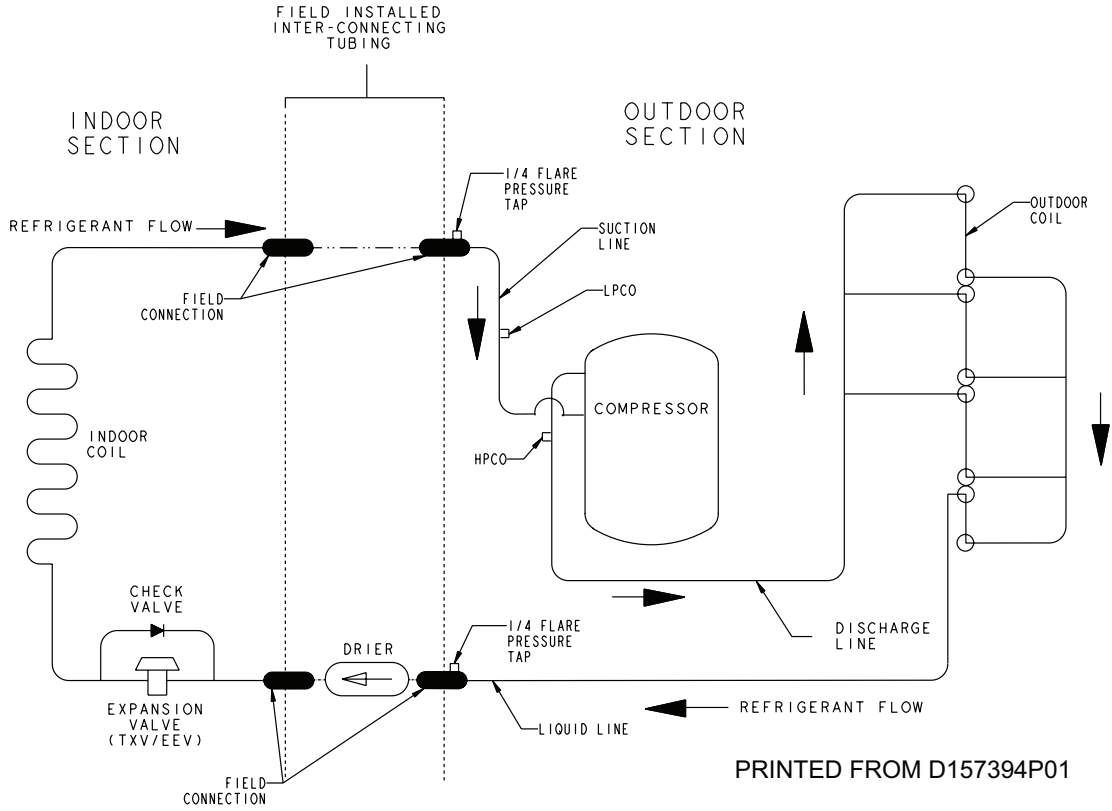 FIELD INSTALLED
INTER-CONNECTING
TUBING
INDOOR
SECTION
OUTDOOR
SECTION
1/4 FLARE
PRESSURE
TAP
REFRIGERANT FLOW
OUTDOOR
COIL
SUCTION
LINE
FIELD
CONNECTION
LPCO
COMPRESSOR
INDOOR
COIL
HPCO
CHECK
VALVE
1/4 FLARE
PRESSURE
TAP
DRIER
DISCHARGE
LINE
EXPANSION
VALVE
(TXV/EEV)
REFRIGERANT FLOW
LIQUID LINE
FIELD
CONNECTION
PRINTED FROM D157394P01